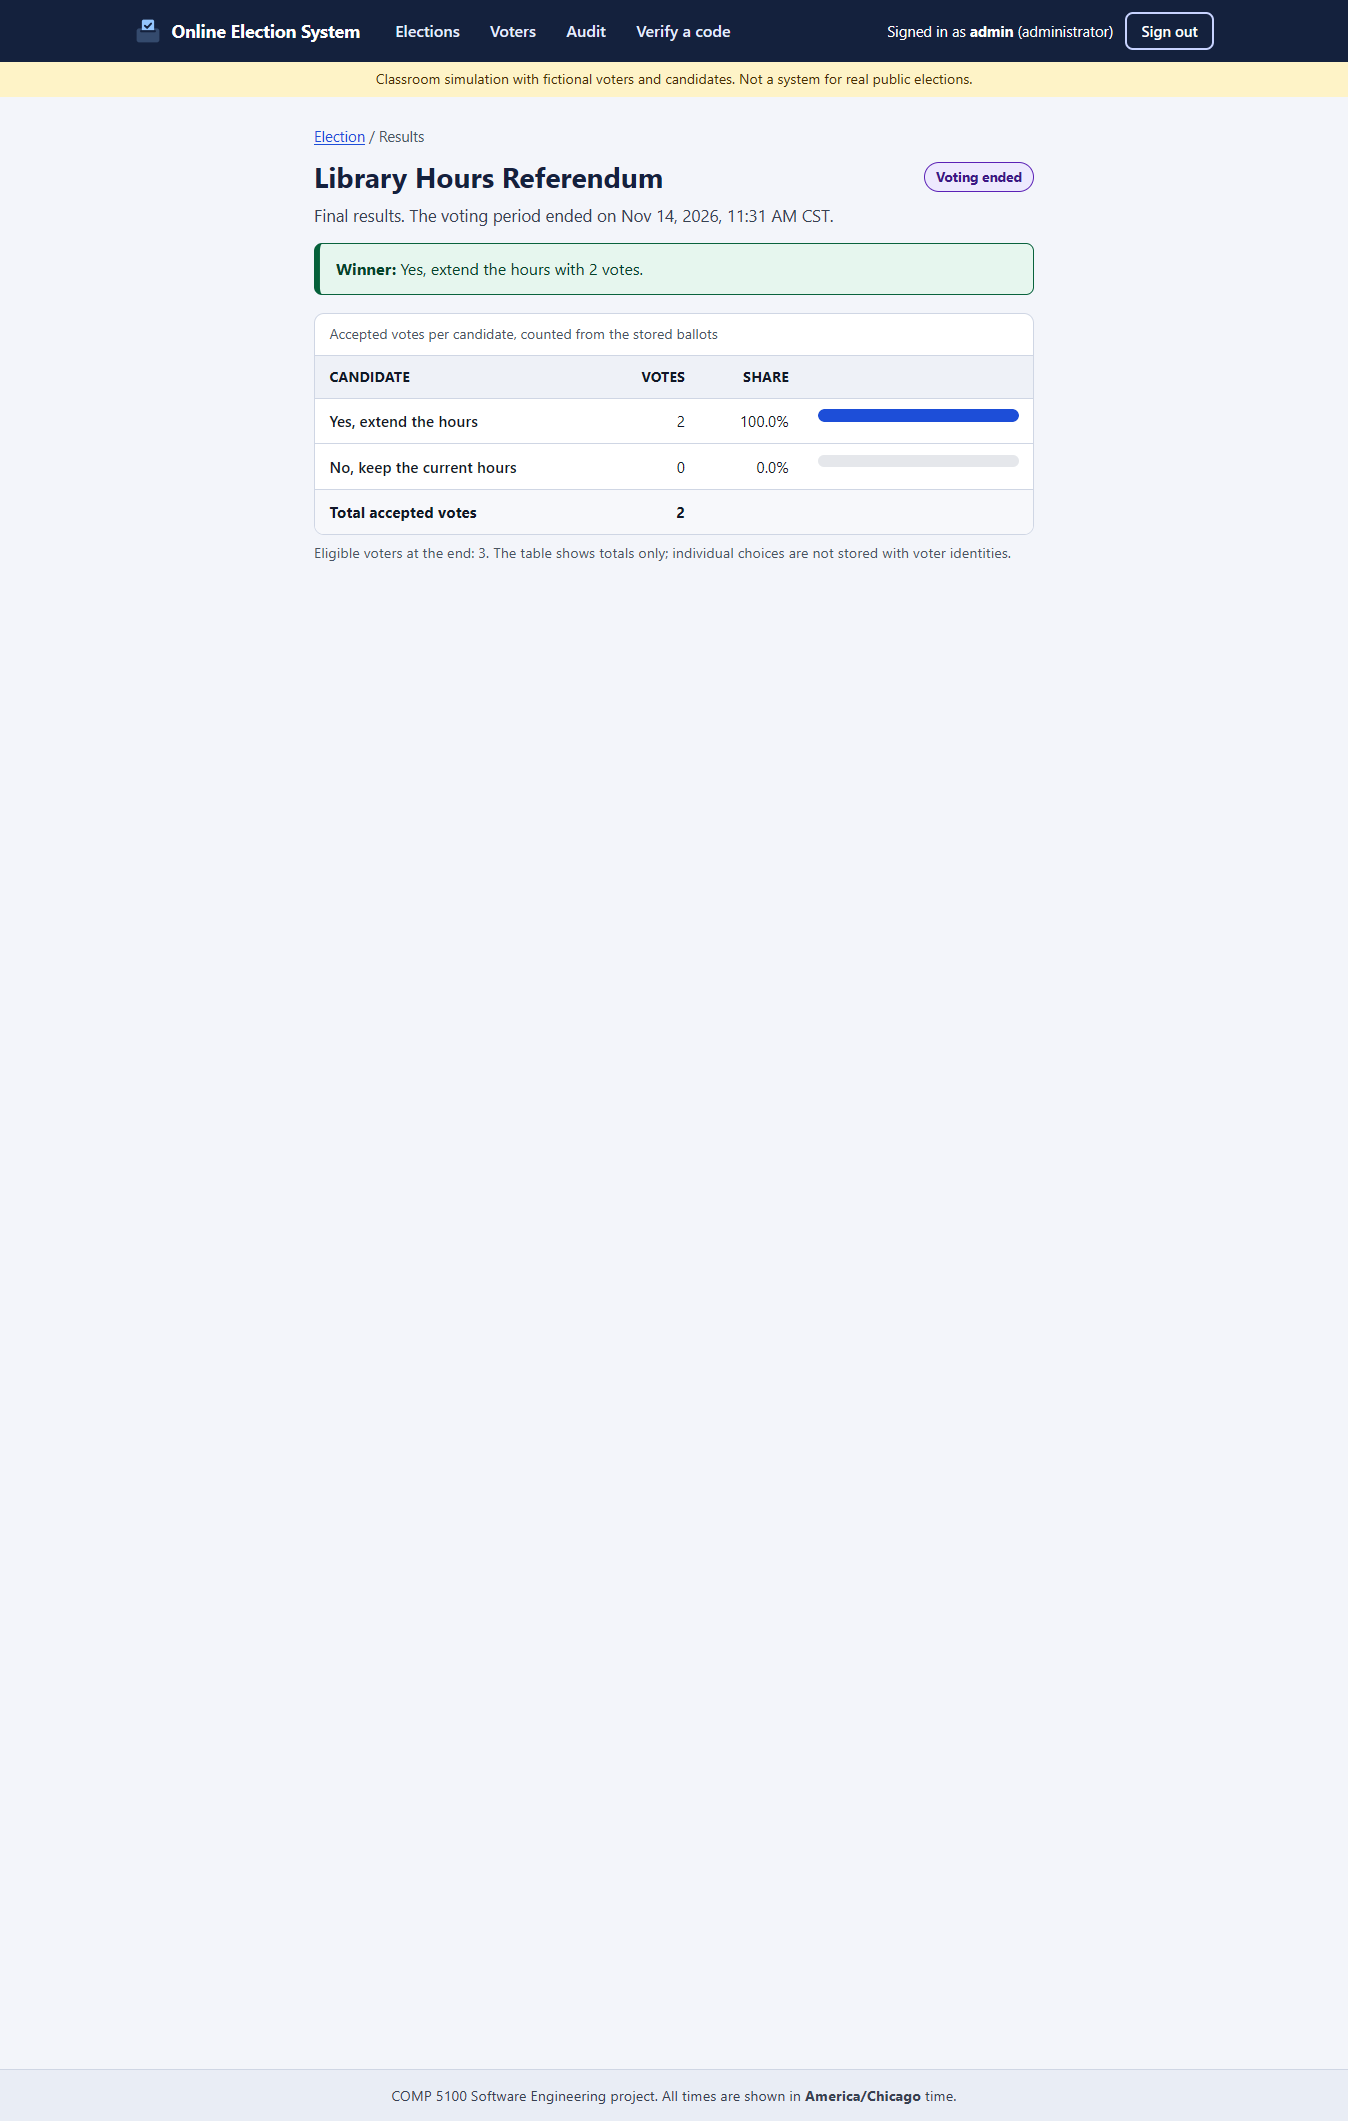 Online Election System Elections Voters Audit Verify a code Signed in as admin (administrator) Sign out
Classroom simulation with fictional voters and candidates. Not a system for real public elections.
Election / Results
Library Hours Referendum Voting ended
Final results. The voting period ended on Nov 14, 2026, 11:31 AM CST.
Winner: Yes, extend the hours with 2 votes.
Accepted votes per candidate, counted from the stored ballots
CANDIDATE VOTES SHARE
Yes, extend the hours 2 100.0%
No, keep the current hours 0 0.0%
Total accepted votes 2
Eligible voters at the end: 3. The table shows totals only; individual choices are not stored with voter identities.
COMP 5100 Software Engineering project. All times are shown in America/Chicago time.